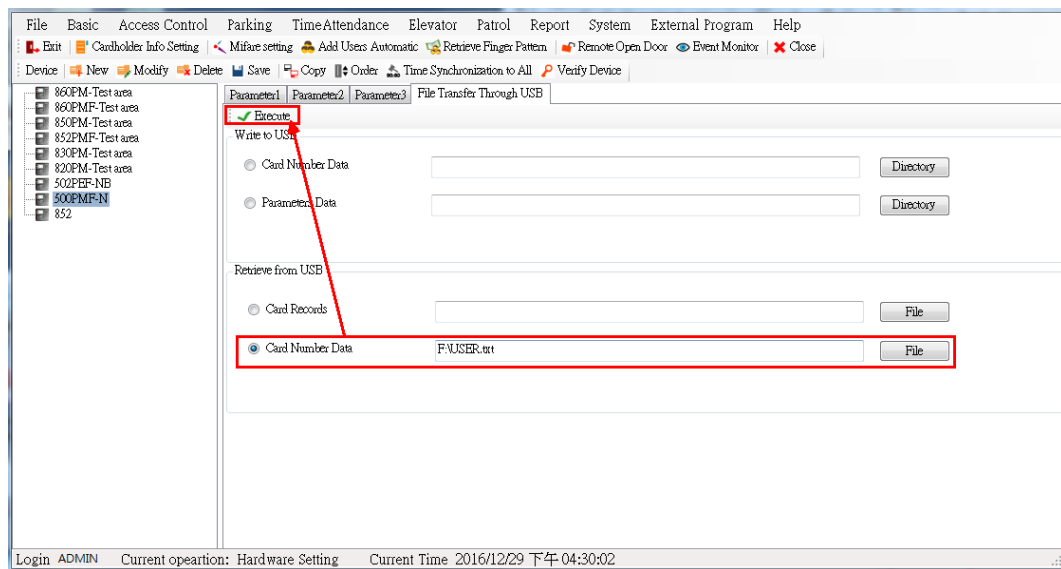 File Basic Access Control Parking TimeAttendance Elevator Patrol Report System External Program Help
Exit Cardholder Info Setting Mifare setting Add Users Automatic Retrieve Finger Pattern Remote Open Door Event Monitor Close
Device New Modify Delete Save Copy Order Time Synchronization to All Verify Device
860PM-Test area
860PMF-Test area
850PM-Test area
852PMF-Test area
830PM-Test area
820PM-Test area
502PEF-NB
500PMF-N
852
Parameter1 Parameter2 Parameter3 File Transfer Through USB
Execute
Write to USB
Card Number Data Directory
Parameters Data Directory
Retrieve from USB
Card Records File
Card Number Data F:\USER.txt File
Login ADMIN Current opeartion: Hardware Setting Current Time 2016/12/29 下午 04:30:02